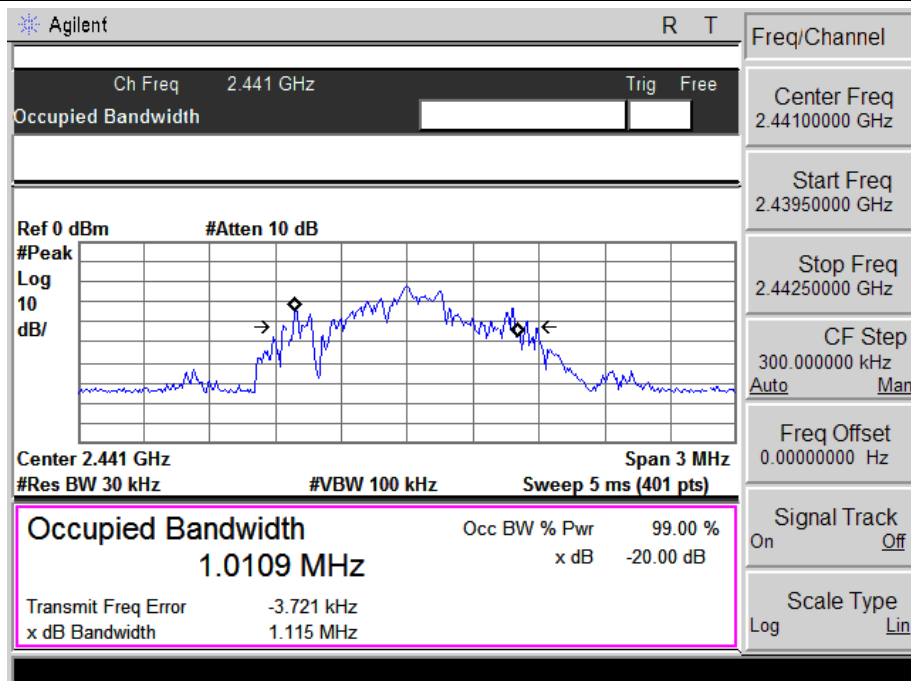 Agilent R T
Freq/Channel
Ch Freq 2.441 GHz Trig Free
Occupied Bandwidth
Center Freq
2.44100000 GHz
Start Freq
2.43950000 GHz
Stop Freq
2.44250000 GHz
CF Step
300.000000 kHz
Auto Man
Freq Offset
0.00000000 Hz
Signal Track
On Off
Scale Type
Log Lin
Ref 0 dBm #Atten 10 dB
#Peak
Log
10
dB/
Center 2.441 GHz Span 3 MHz
#Res BW 30 kHz #VBW 100 kHz Sweep 5 ms (401 pts)
Occupied Bandwidth Occ BW % Pwr 99.00 %
1.0109 MHz x dB -20.00 dB
Transmit Freq Error -3.721 kHz
x dB Bandwidth 1.115 MHz